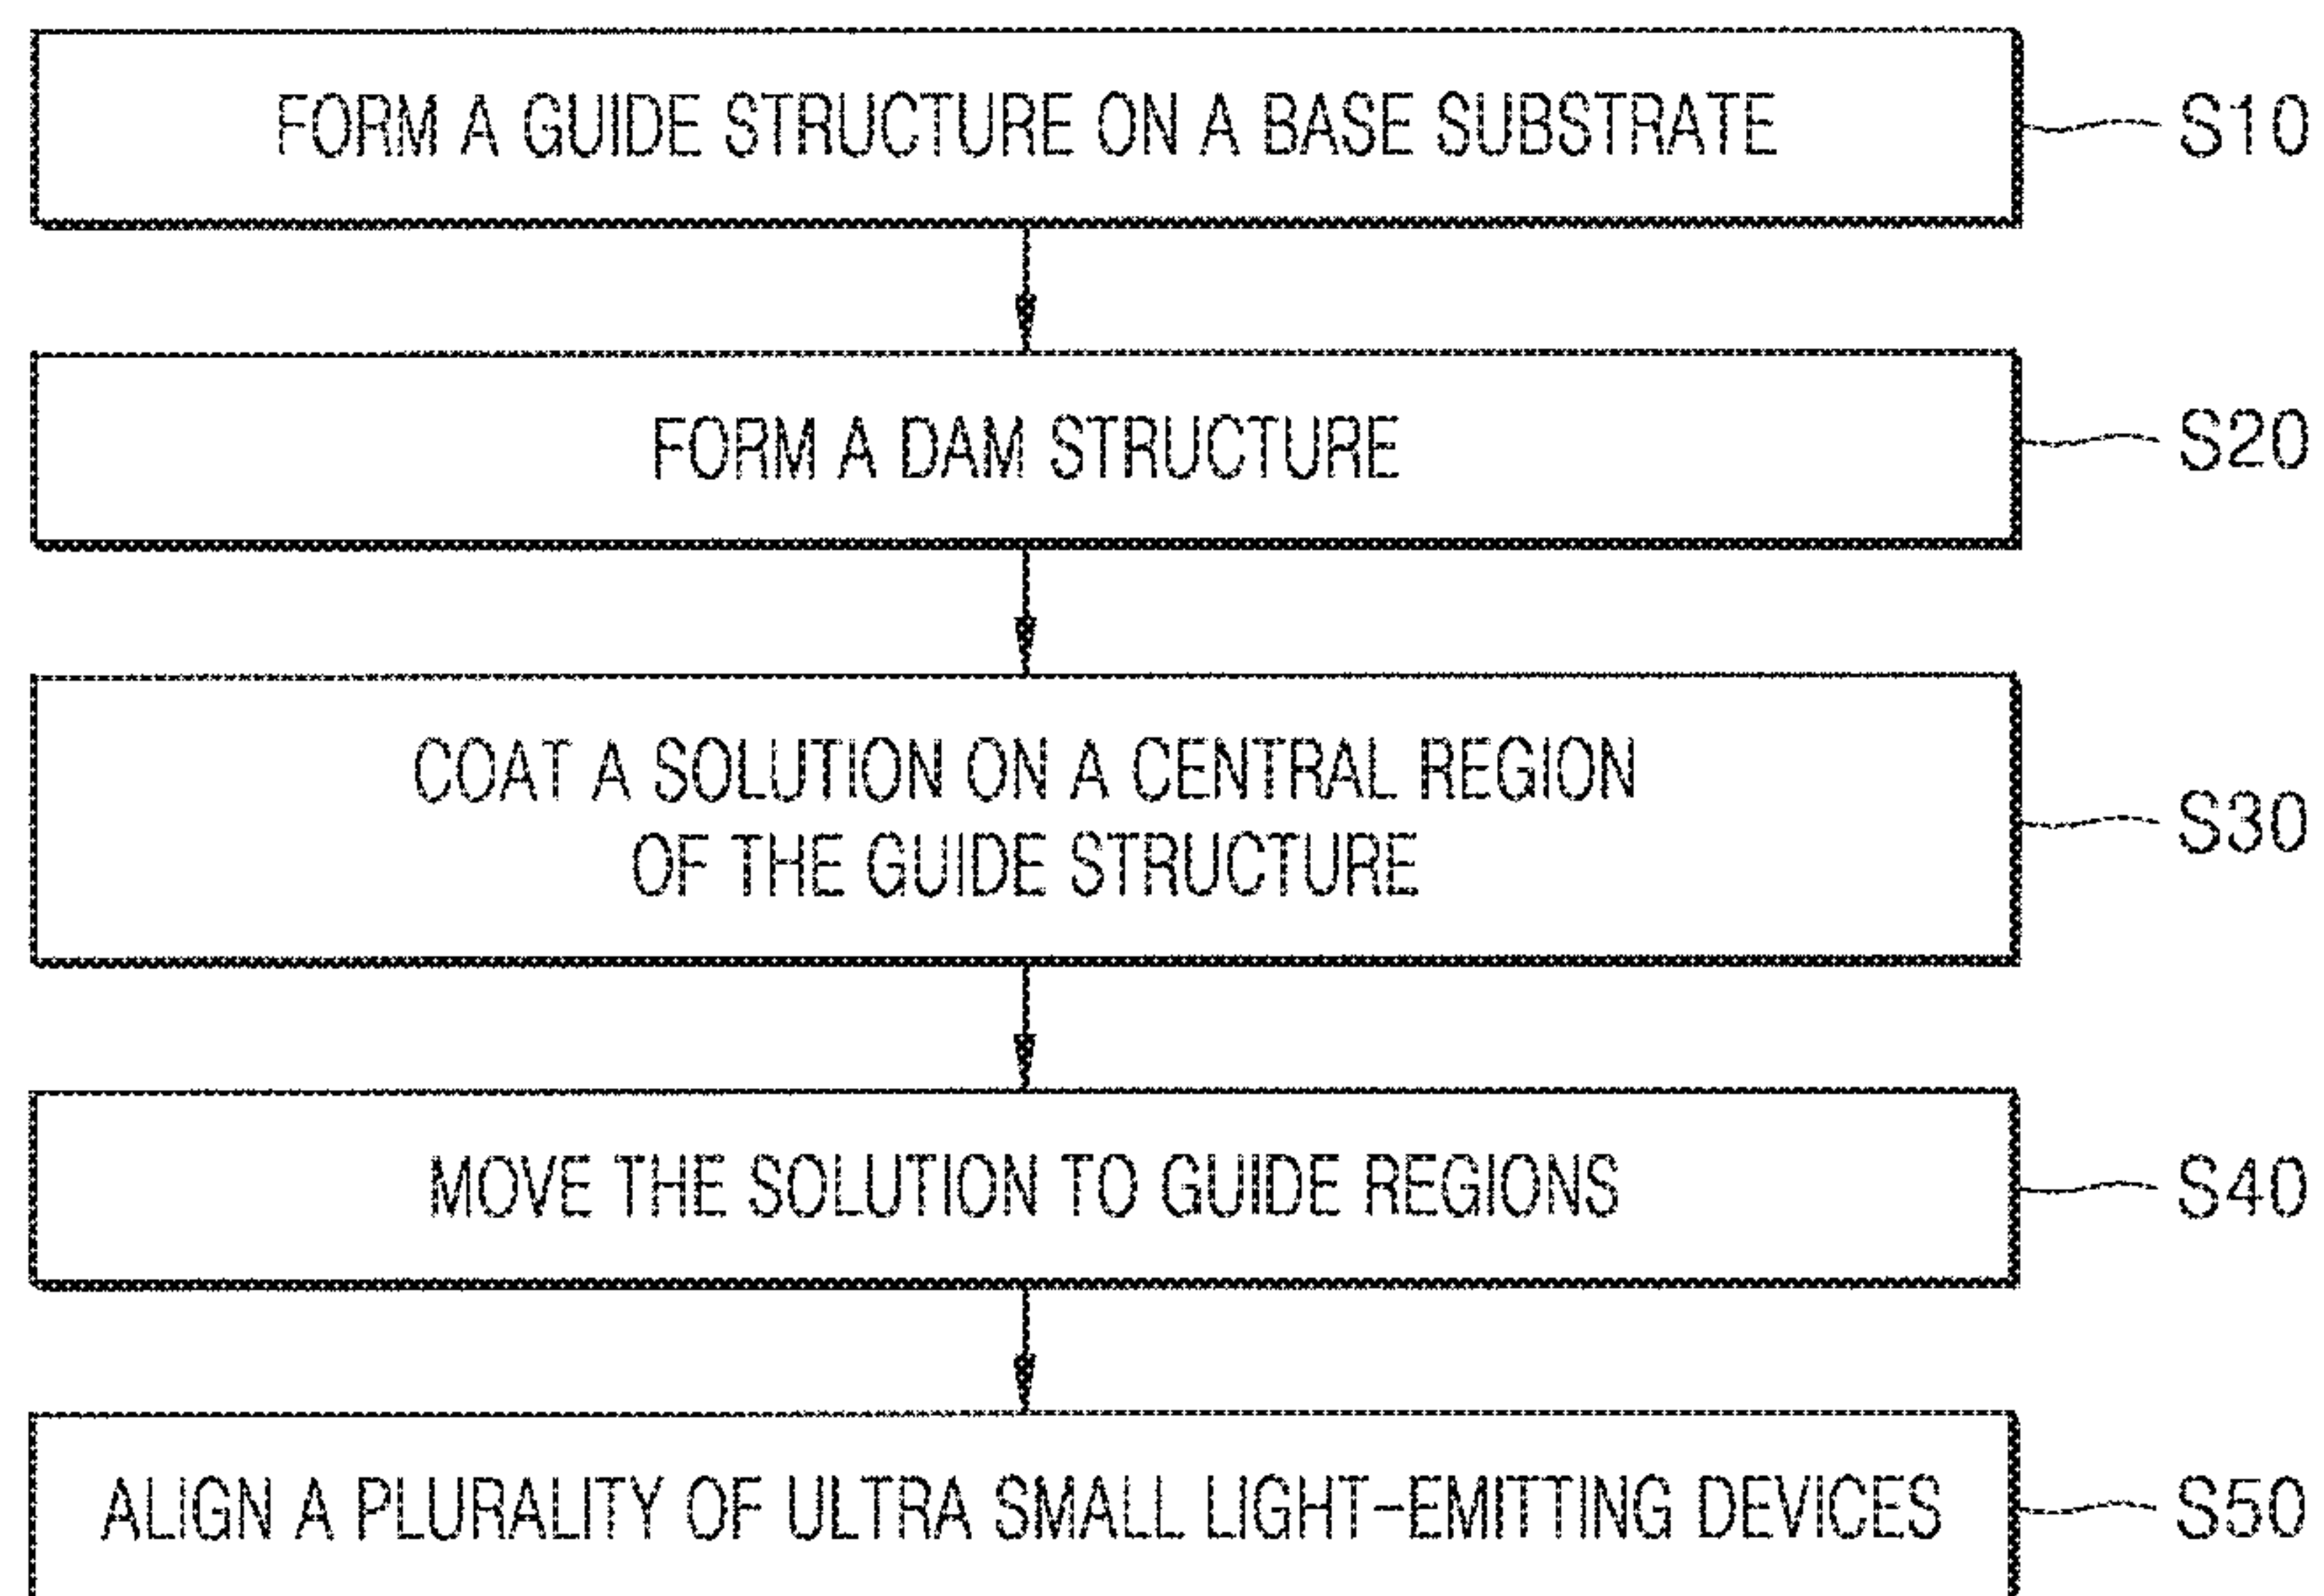 FORM A GUIDE STRUCTURE ON A BASE SUBSTRATE
S10
FORM A DAM STRUCTURE
S20
COAT A SOLUTION ON A CENTRAL REGION
OF THE GUIDE STRUCTURE
S30
MOVE THE SOLUTION TO GUIDE REGIONS
S40
ALIGN A PLURALITY OF ULTRA SMALL LIGHT-EMITTING DEVICES
S50